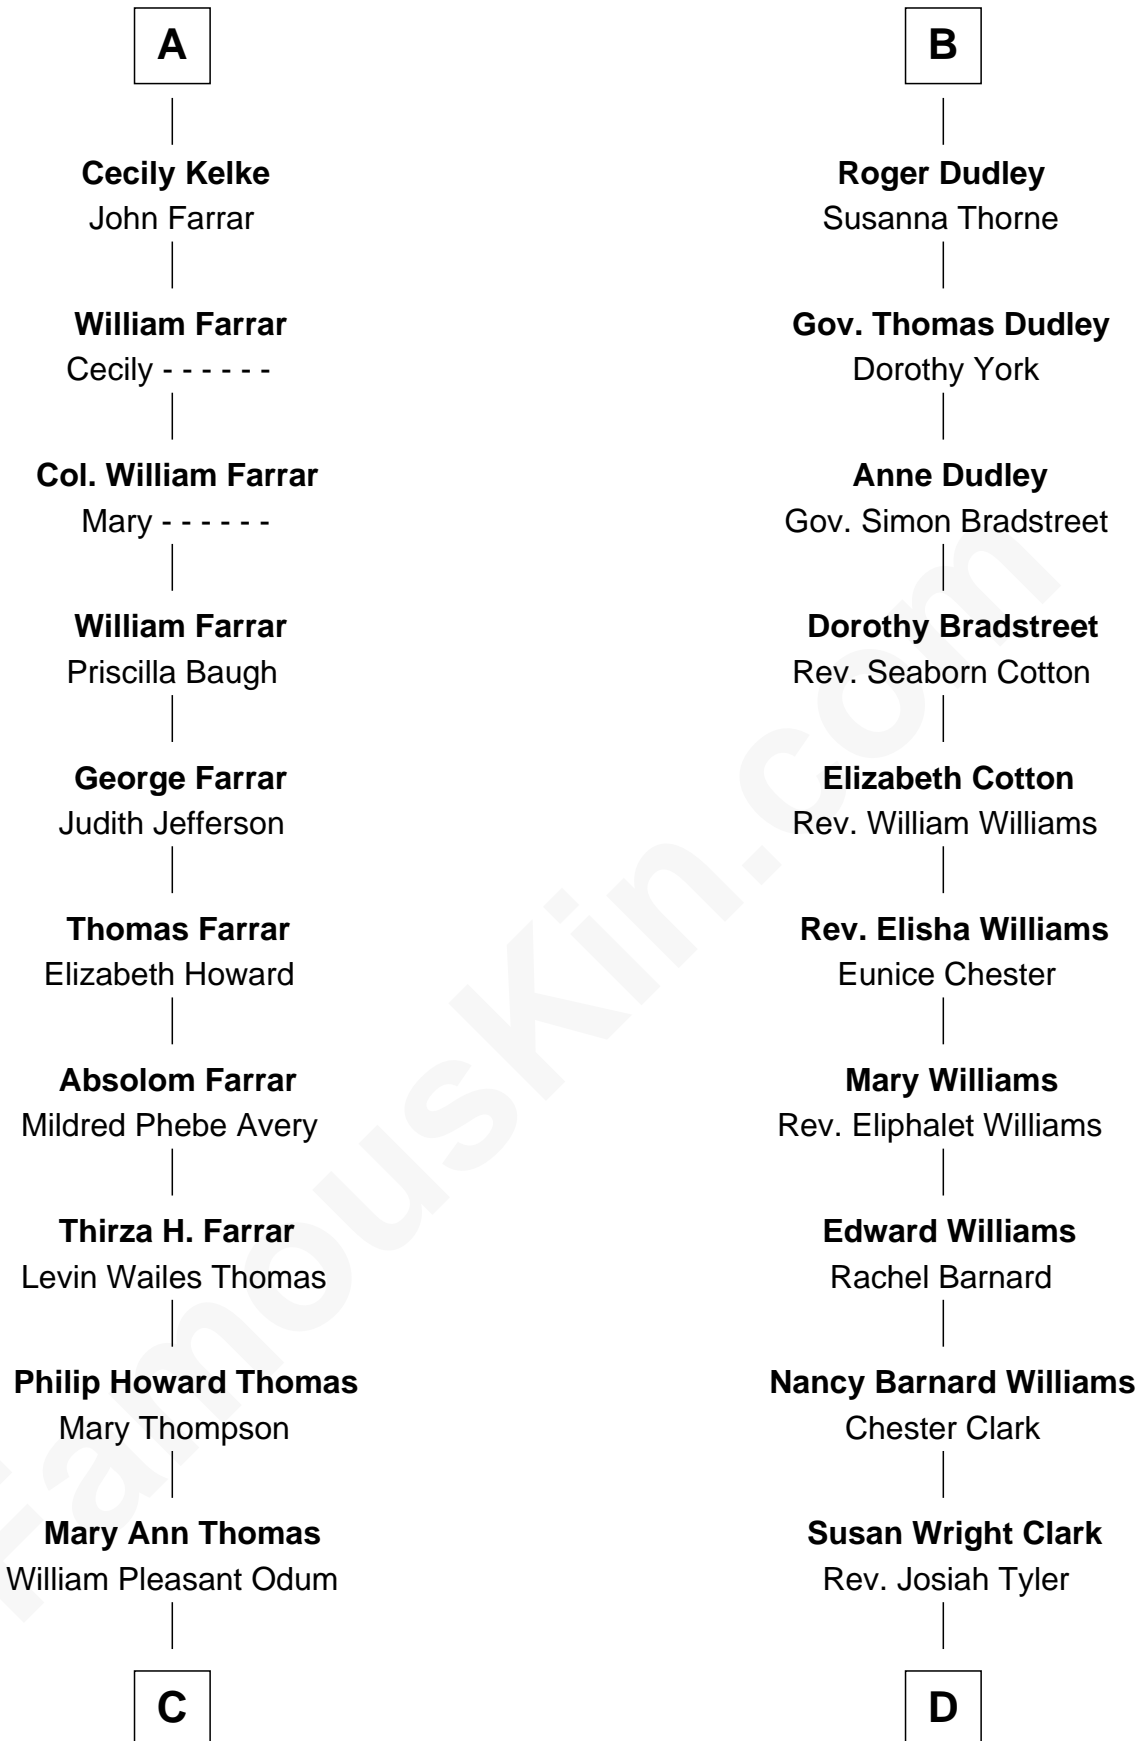 A
Cecily Kelke
John Farrar
William Farrar
Cecily - - - - - -
Col. William Farrar
Mary - - - - - -
William Farrar
Priscilla Baugh
George Farrar
Judith Jefferson
Thomas Farrar
Elizabeth Howard
Absolom Farrar
Mildred Phebe Avery
Thirza H. Farrar
Levin Wailes Thomas
Philip Howard Thomas
Mary Thompson
Mary Ann Thomas
William Pleasant Odum
C
B
Roger Dudley
Susanna Thorne
Gov. Thomas Dudley
Dorothy York
Anne Dudley
Gov. Simon Bradstreet
Dorothy Bradstreet
Rev. Seaborn Cotton
Elizabeth Cotton
Rev. William Williams
Rev. Elisha Williams
Eunice Chester
Mary Williams
Rev. Eliphalet Williams
Edward Williams
Rachel Barnard
Nancy Barnard Williams
Chester Clark
Susan Wright Clark
Rev. Josiah Tyler
D
FamousKin.com